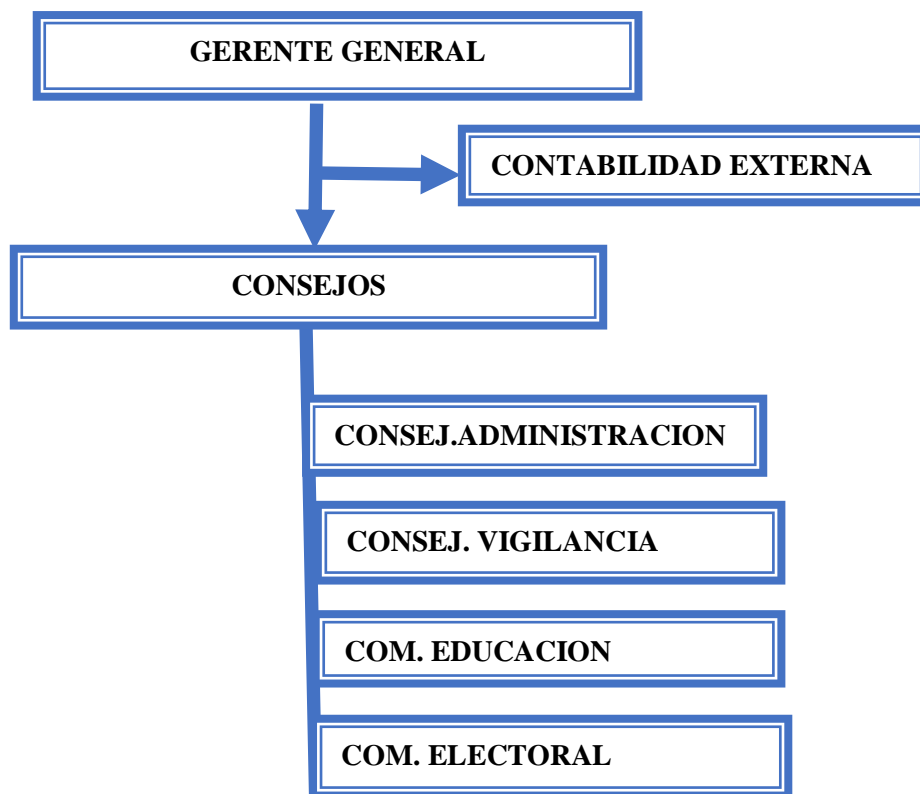 GERENTE GENERAL
CONTABILIDAD EXTERNA
CONSEJOS
CONSEJ.ADMINISTRACION
CONSEJ. VIGILANCIA
COM. EDUCACION
COM. ELECTORAL